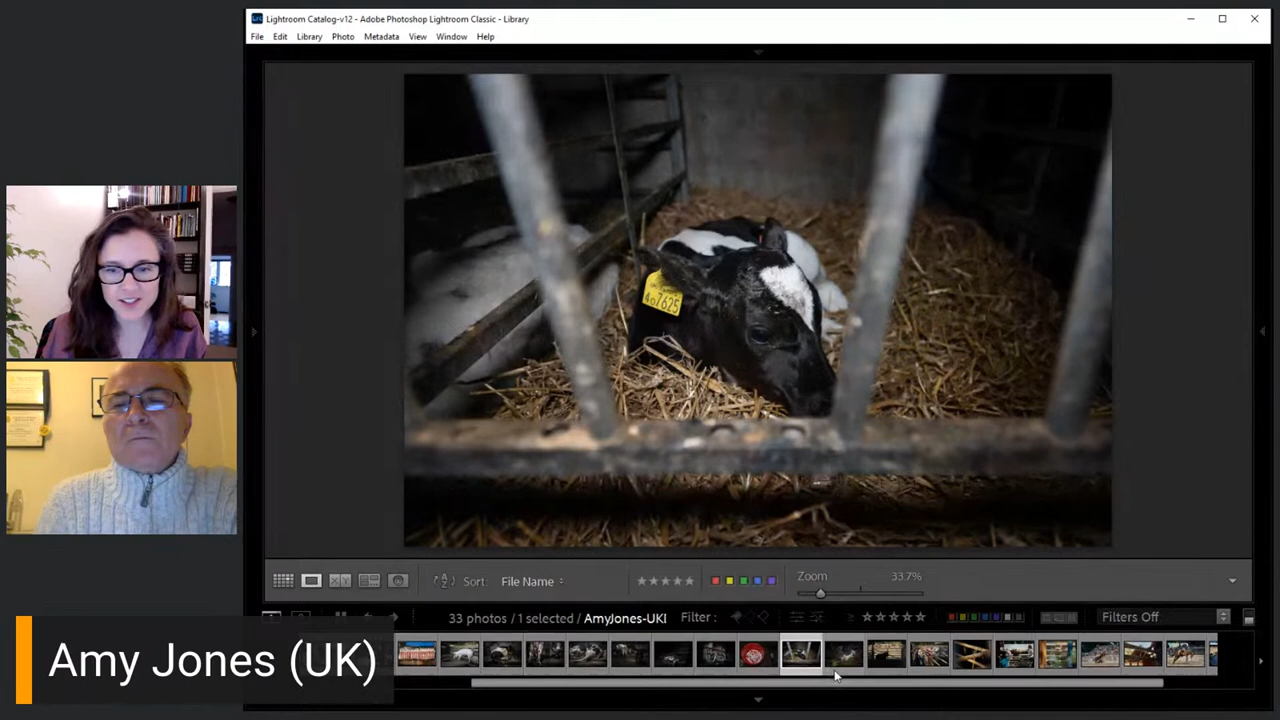 Lightroom Catalog-v12 - Adobe Photoshop Lightroom Classic - Library
File Edit Library Photo Metadata View Window Help
407625
Sort: File Name
Zoom 33.7%
33 photos / 1 selected / AmyJones-UKI
Filter:
Filters Off
Amy Jones (UK)